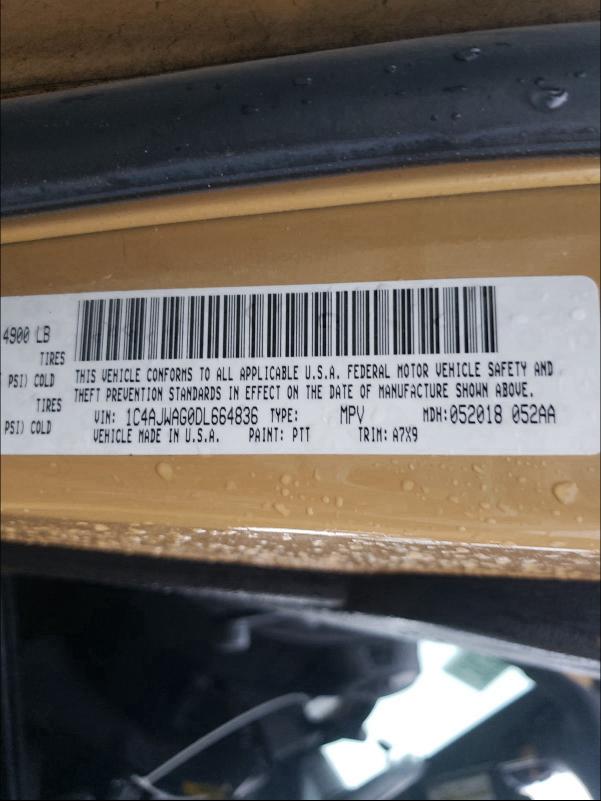 4900 LB
TIRES
PSI) COLD
TIRES
PSI) COLD
THIS VEHICLE CONFORMS TO ALL APPLICABLE U.S.A. FEDERAL MOTOR VEHICLE SAFETY AND
THEFT PREVENTION STANDARDS IN EFFECT ON THE DATE OF MANUFACTURE SHOWN ABOVE.
VIN: 1C4AJWAG0DL664836 TYPE: MPV MDH:052018 052AA
VEHICLE MADE IN U.S.A. PAINT: PTT TRIM: A7X9